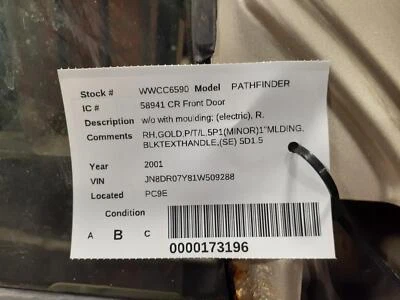 Stock # WWCC6590 Model PATHFINDER
IC # 58941 CR Front Door
Description w/o with moulding; (electric), R.
Comments RH,GOLD,P/T/L.5P1(MINOR)1"MLDING,
BLKTEXTHANDLE,(SE) 5D1.5
Year 2001
VIN JN8DR07Y81W509288
Located PC9E
Condition
A B C
0000173196